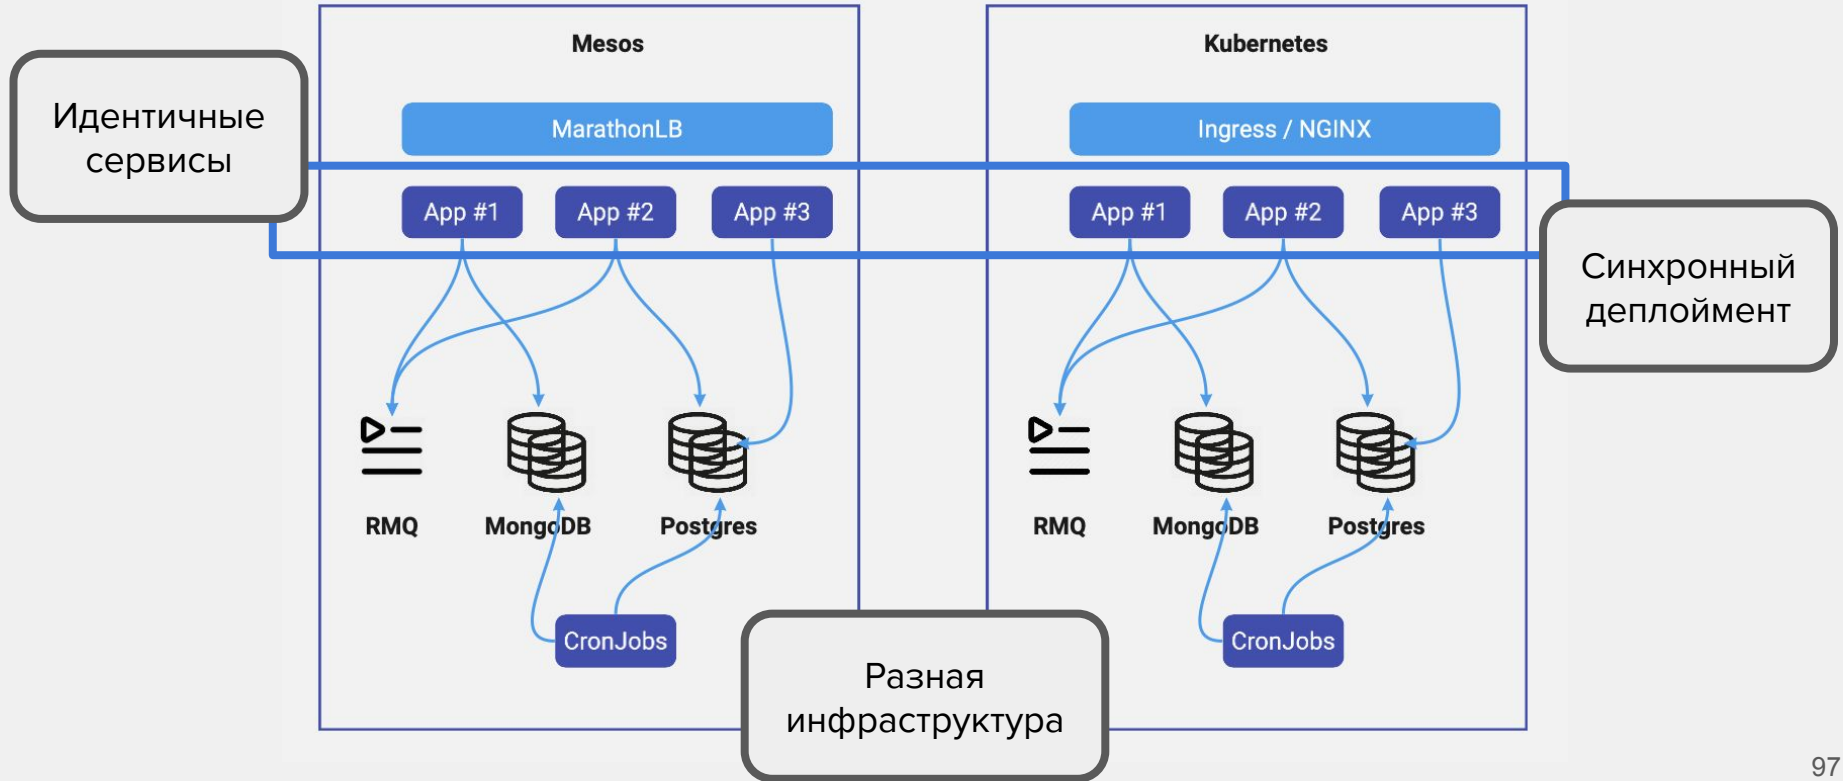 Mesos
Kubernetes
Идентичные
сервисы
MarathonLB
Ingress / NGINX
App #1
App #2
App #3
App #1
App #2
App #3
Синхронный
деплоймент
RMQ
MongoDB
Postgres
RMQ
MongoDB
Postgres
CronJobs
CronJobs
Разная
инфраструктура
97